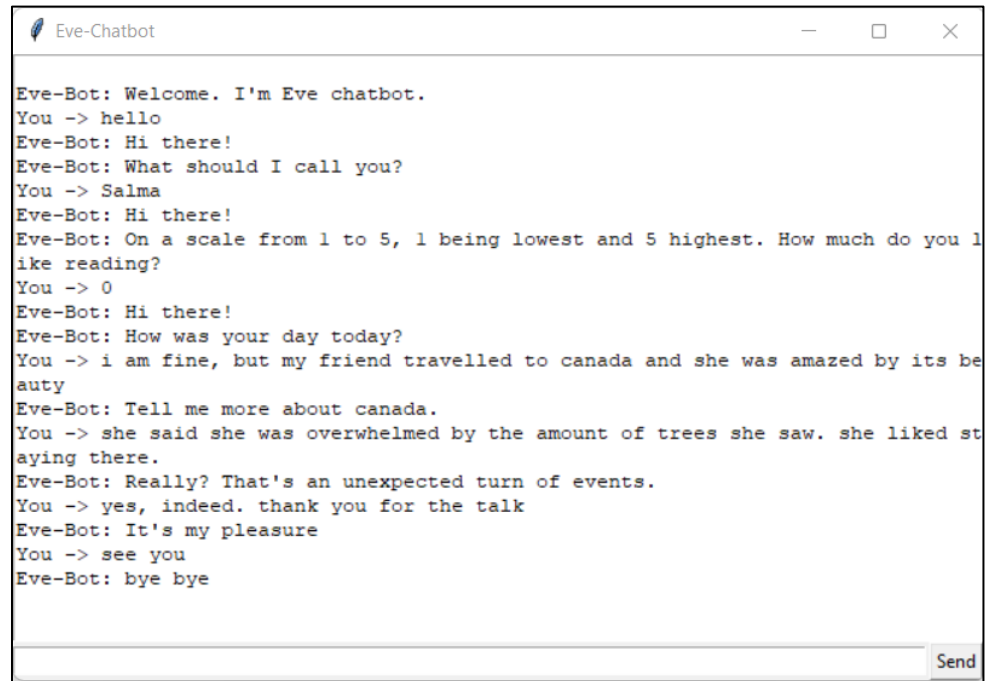 Eve-Chatbot
Eve-Bot: Welcome. I'm Eve chatbot.
You -> hello
Eve-Bot: Hi there!
Eve-Bot: What should I call you?
You -> Salma
Eve-Bot: Hi there!
Eve-Bot: On a scale from 1 to 5, 1 being lowest and 5 highest. How much do you l
ike reading?
You -> 0
Eve-Bot: Hi there!
Eve-Bot: How was your day today?
You -> i am fine, but my friend travelled to canada and she was amazed by its be
auty
Eve-Bot: Tell me more about canada.
You -> she said she was overwhelmed by the amount of trees she saw. she liked st
aying there.
Eve-Bot: Really? That's an unexpected turn of events.
You -> yes, indeed. thank you for the talk
Eve-Bot: It's my pleasure
You -> see you
Eve-Bot: bye bye
Send